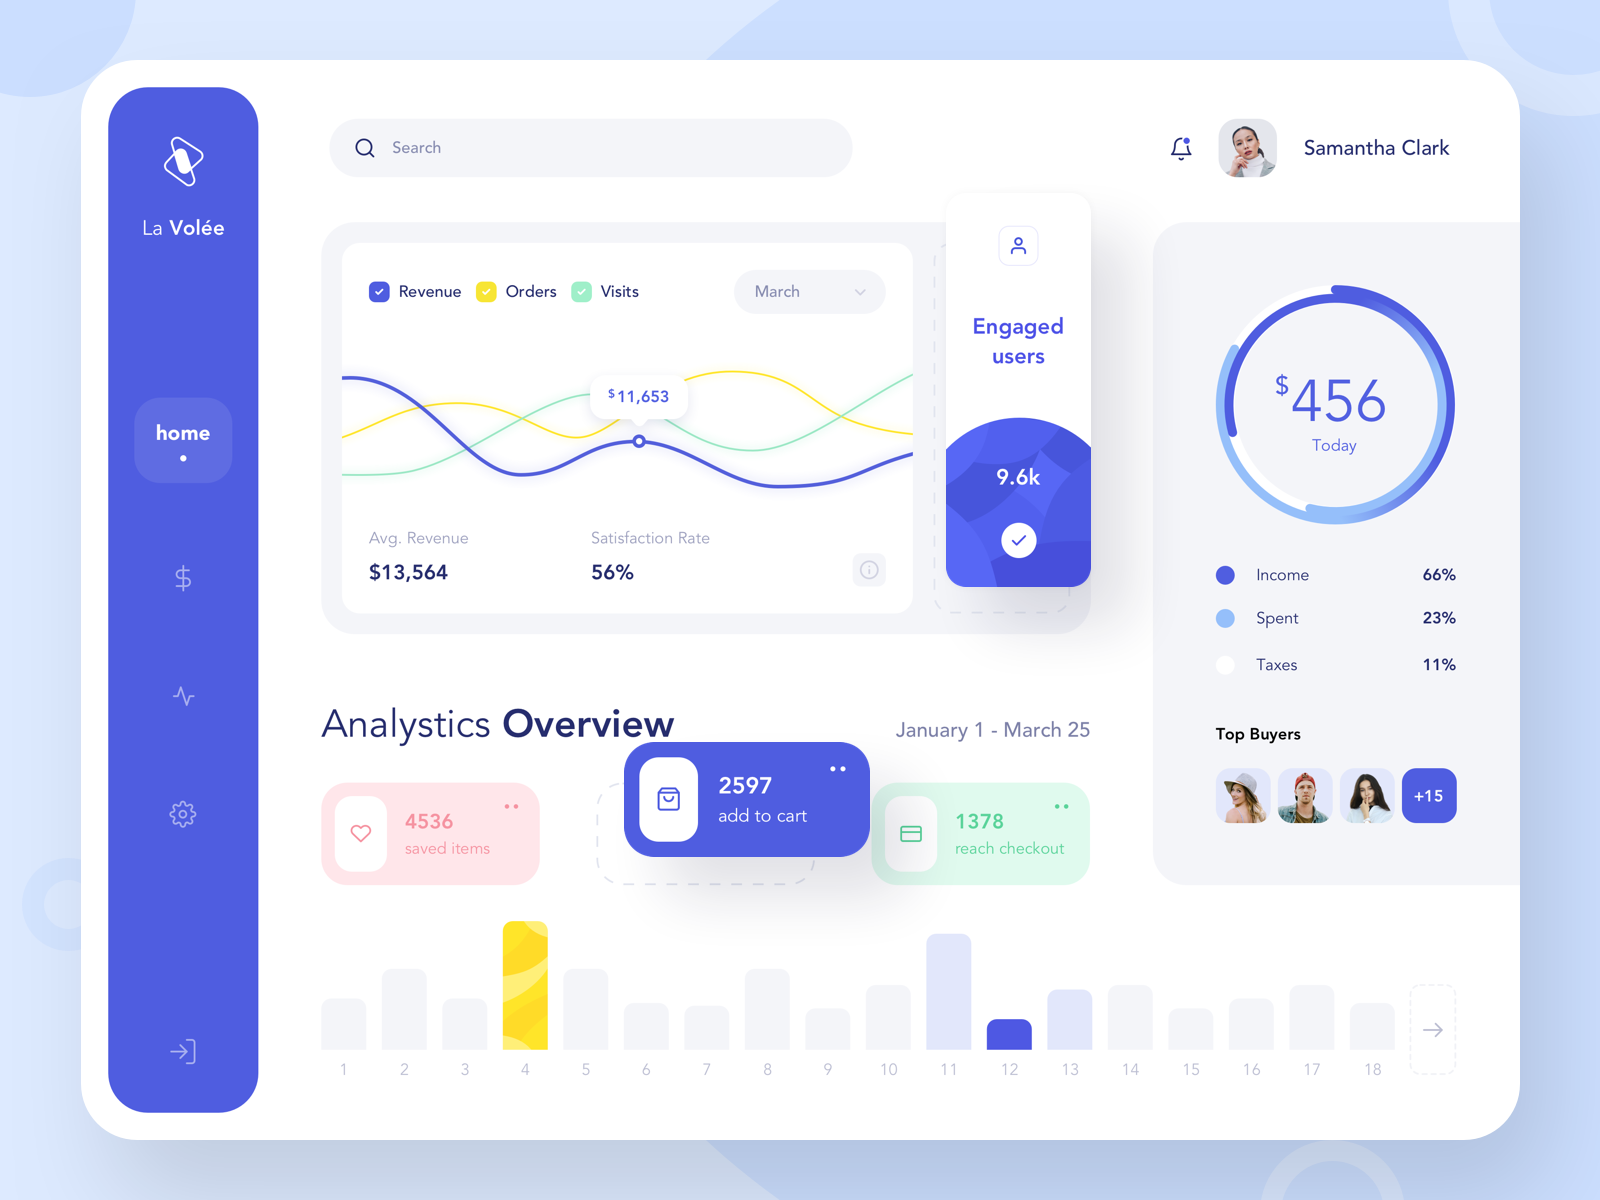 La Volée
home
Search
Samantha Clark
Revenue
Orders
Visits
March
$11,653
Avg. Revenue
$13,564
Satisfaction Rate
56%
Engaged
users
9.6k
$456
Today
Income 66%
Spent 23%
Taxes 11%
Top Buyers
+15
Analystics Overview
January 1 - March 25
4536
saved items
2597
add to cart
1378
reach checkout
1 2 3 4 5 6 7 8 9 10 11 12 13 14 15 16 17 18